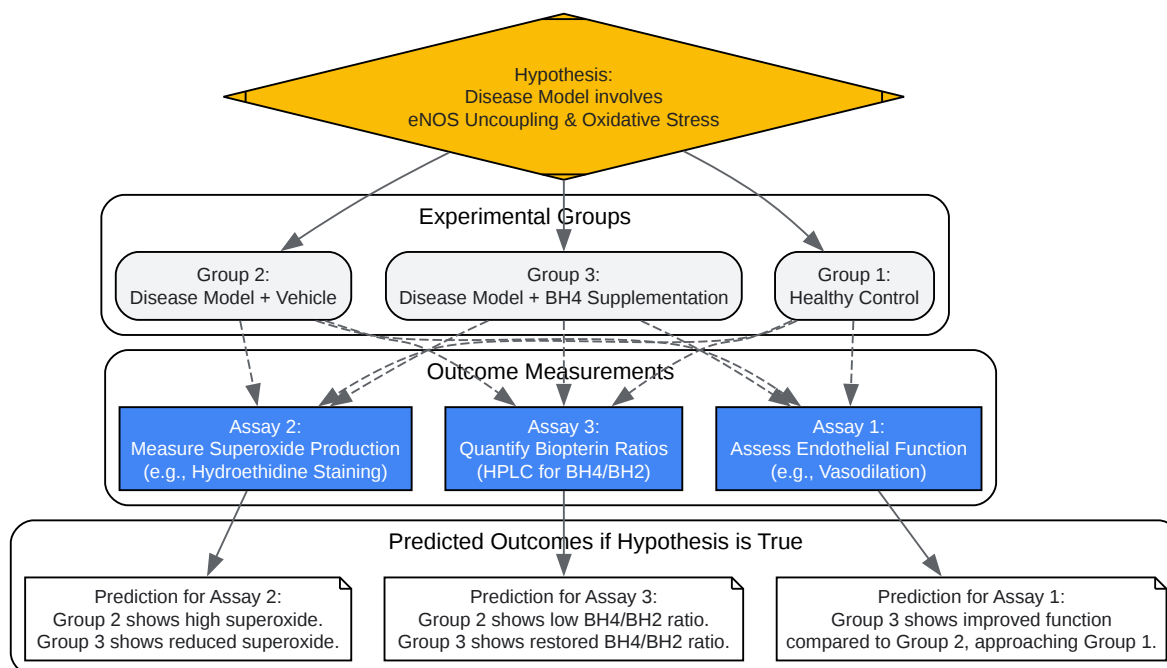 Hypothesis:
Disease Model involves
eNOS Uncoupling & Oxidative Stress
Experimental Groups
Group 2:
Disease Model + Vehicle
Group 3:
Disease Model + BH4 Supplementation
Group 1:
Healthy Control
Outcome Measurements
Assay 2:
Measure Superoxide Production
(e.g., Hydroethidine Staining)
Assay 3:
Quantify Biopterin Ratios
(HPLC for BH4/BH2)
Assay 1:
Assess Endothelial Function
(e.g., Vasodilation)
Predicted Outcomes if Hypothesis is True
Prediction for Assay 2:
Group 2 shows high superoxide.
Group 3 shows reduced superoxide.
Prediction for Assay 3:
Group 2 shows low BH4/BH2 ratio.
Group 3 shows restored BH4/BH2 ratio.
Prediction for Assay 1:
Group 3 shows improved function
compared to Group 2, approaching Group 1.